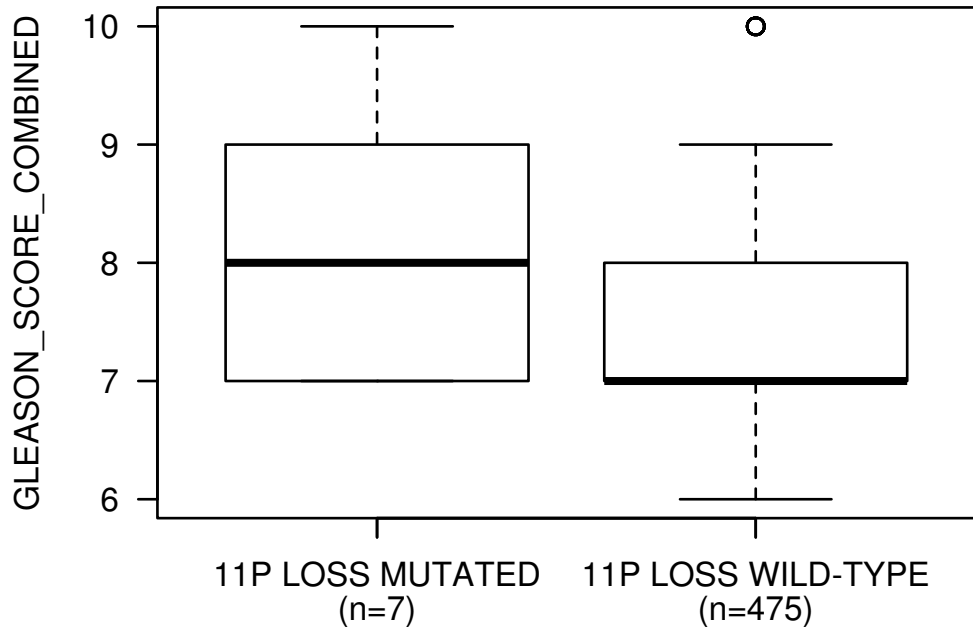 GLEASON_SCORE_COMBINED
10
9
8
7
6
11P LOSS MUTATED
(n=7)
11P LOSS WILD-TYPE
(n=475)